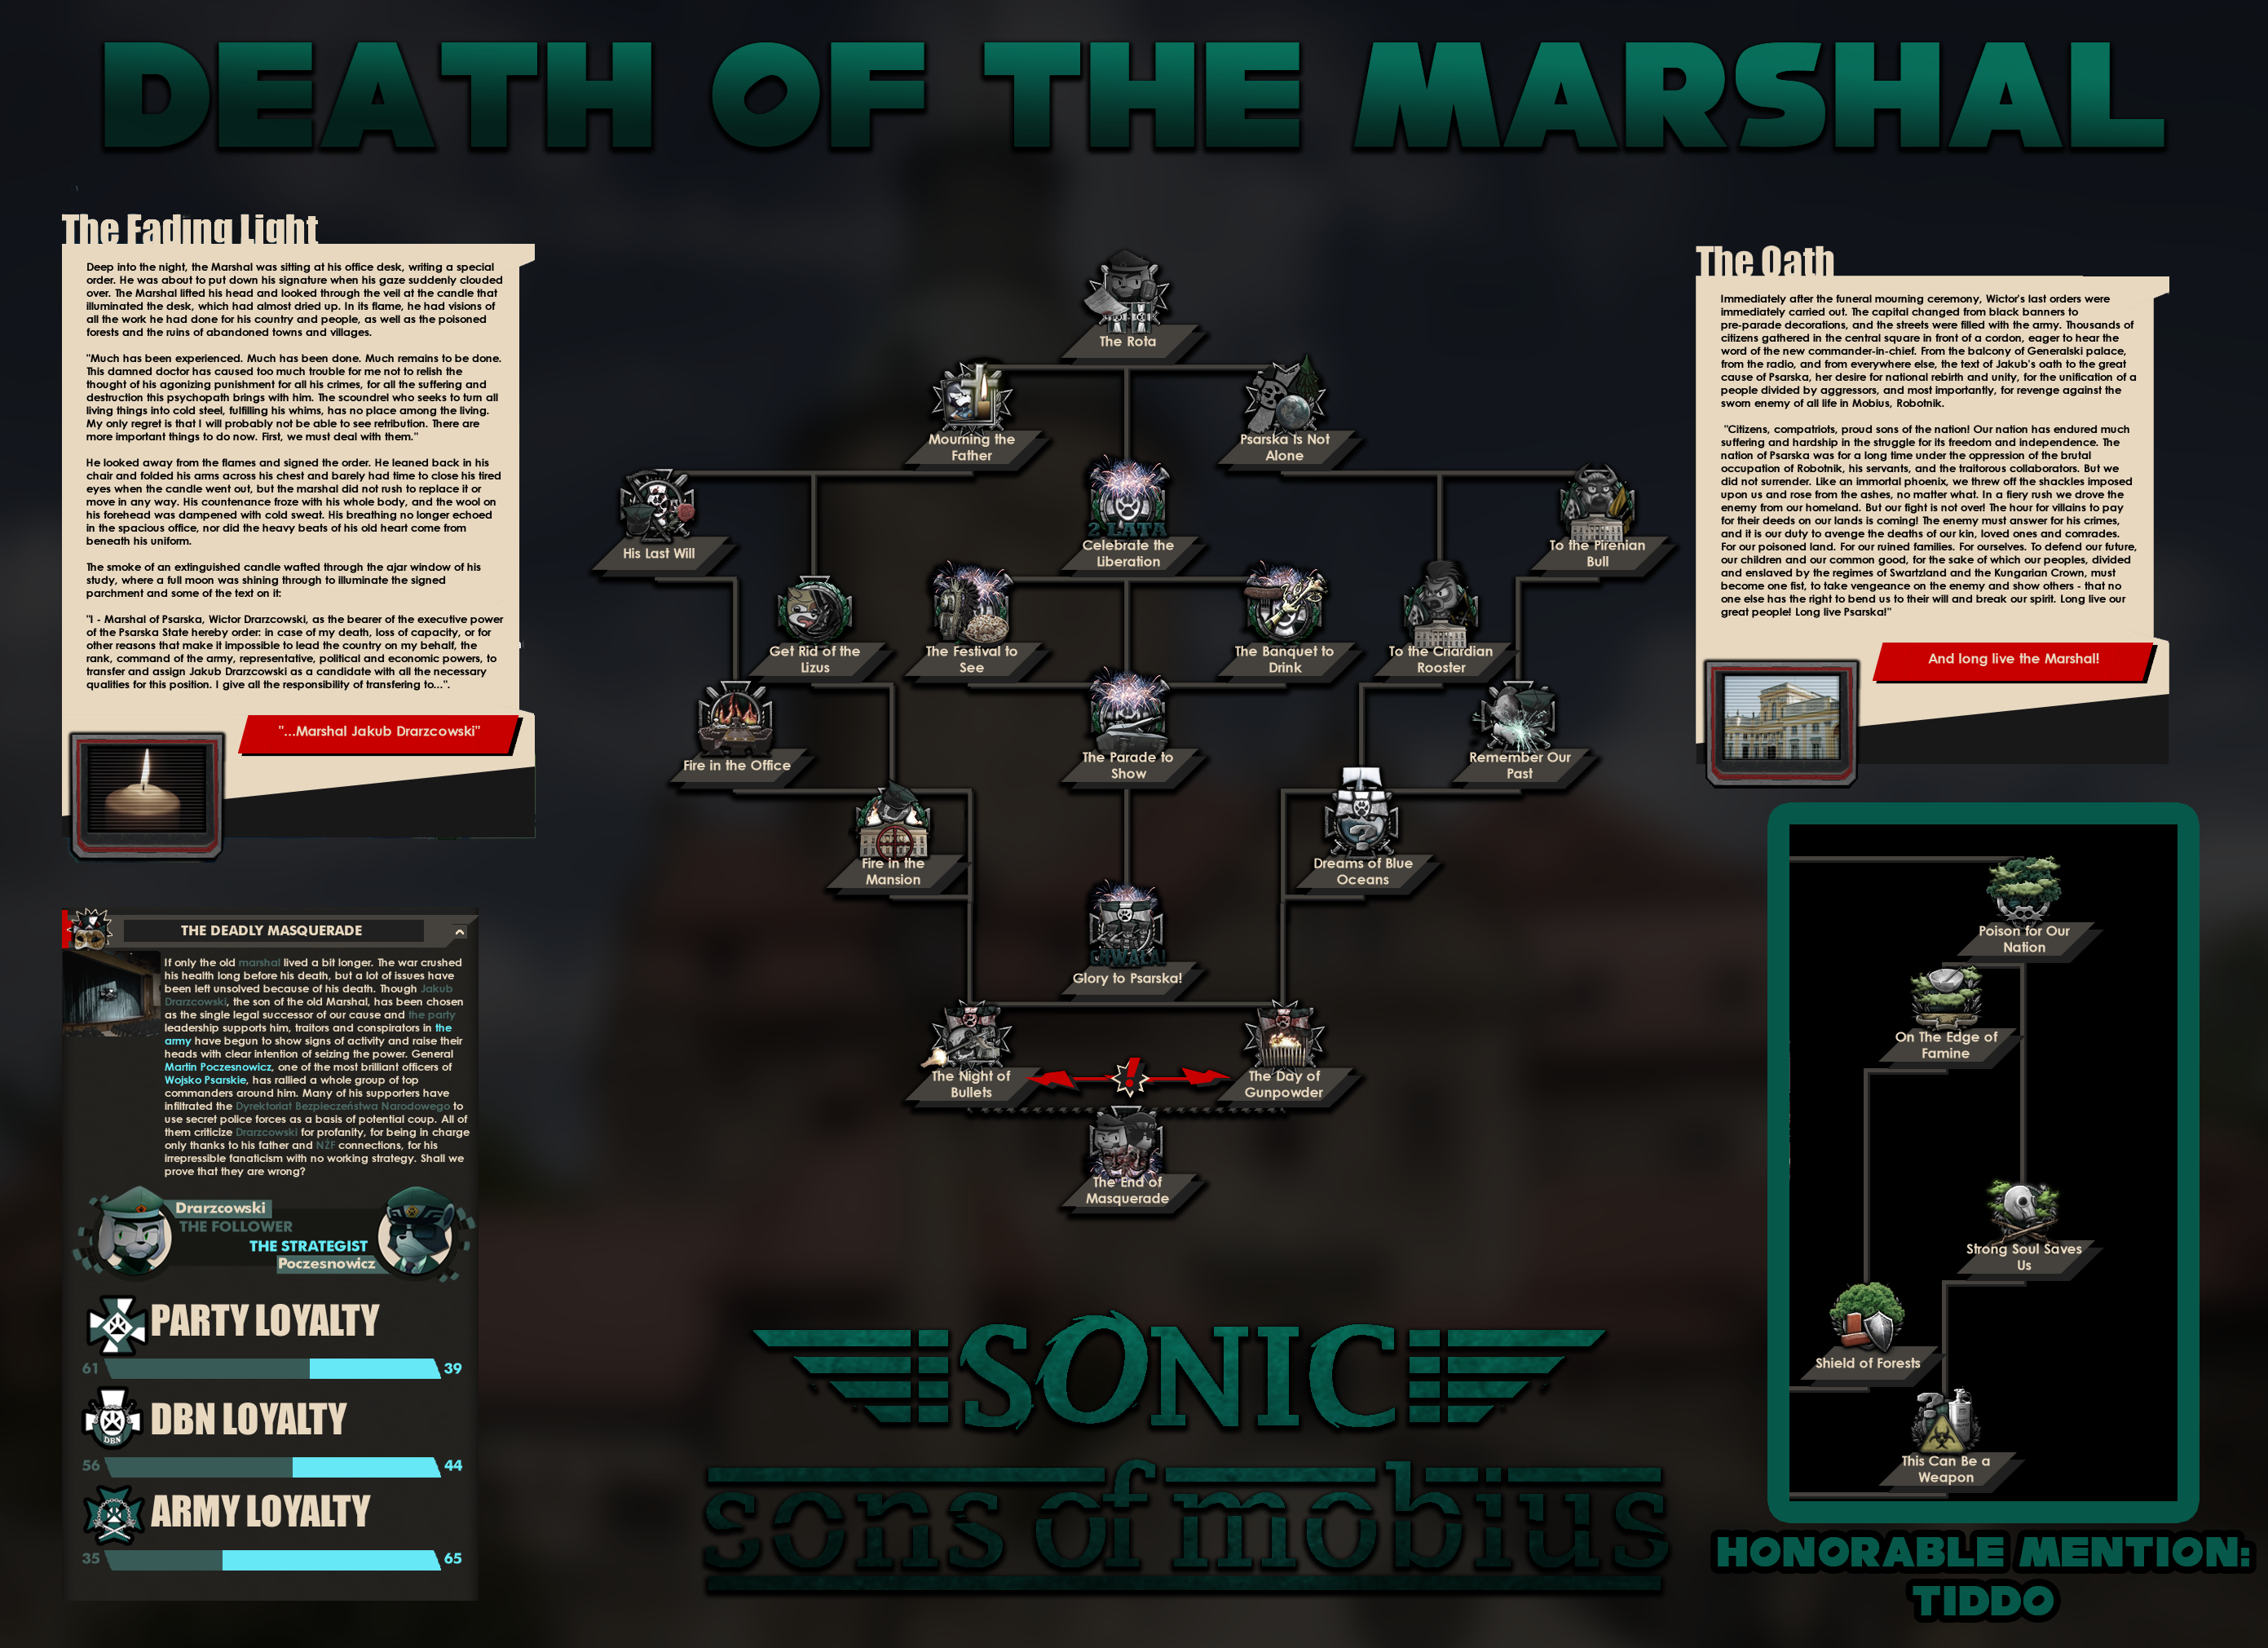 DEATH OF THE MARSHAL
The Fading Light
Deep into the night, the Marshal was sitting at his office desk, writing a special
order. He was about to put down his signature when his gaze suddenly clouded
over. The Marshal lifted his head and looked through the veil at the candle that
illuminated the desk, which had almost dried up. In its flame, he had visions of
all the work he had done for his country and people, as well as the poisoned
forests and the ruins of abandoned towns and villages.
"Much has been experienced. Much has been done. Much remains to be done.
This damned doctor has caused too much trouble for me not to relish the
thought of his agonizing punishment for all his crimes, for all the suffering and
destruction this psychopath brings with him. The scoundrel who seeks to turn all
living things into cold steel, fulfilling his whims, has no place among the living.
My only regret is that I will probably not be able to see retribution. There are
more important things to do now. First, we must deal with them."
He looked away from the flames and signed the order. He leaned back in his
chair and folded his arms across his chest and barely had time to close his tired
eyes when the candle went out, but the marshal did not rush to replace it or
move in any way. His countenance froze with his whole body, and the wool on
his forehead was dampened with cold sweat. His breathing no longer echoed
in the spacious office, nor did the heavy beats of his old heart come from
beneath his uniform.
The smoke of an extinguished candle wafted through the ajar window of his
study, where a full moon was shining through to illuminate the signed
parchment and some of the text on it:
"I - Marshal of Psarska, Wictor Drarzcowski, as the bearer of the executive power
of the Psarska State hereby order: in case of my death, loss of capacity, or for
other reasons that make it impossible to lead the country on my behalf, the
rank, command of the army, representative, political and economic powers, to
transfer and assign Jakub Drarzcowski as a candidate with all the necessary
qualities for this position. I give all the responsibility of transfering to...".
"...Marshal Jakub Drarzcowski"
THE DEADLY MASQUERADE
If only the old marshal lived a bit longer. The war crushed
his health long before his death, but a lot of issues have
been left unsolved because of his death. Though Jakub
Drarzcowski, the son of the old Marshal, has been chosen
as the single legal successor of our cause and the party
leadership supports him, traitors and conspirators in the
army have begun to show signs of activity and raise their
heads with clear intention of seizing the power. General
Martin Poczesnowicz, one of the most brilliant officers of
Wojsko Psarskie, has rallied a whole group of top
commanders around him. Many of his supporters have
infiltrated the Dyrektoriat Bezpieczeństwa Narodowego to
use secret police forces as a basis of potential coup. All of
them criticize Drarzcowski for profanity, for being in charge
only thanks to his father and NŻF connections, for his
irrepressible fanaticism with no working strategy. Shall we
prove that they are wrong?
Drarzcowski
THE FOLLOWER
THE STRATEGIST
Poczesnowicz
PARTY LOYALTY
61 39
DBN
DBN LOYALTY
56 44
ARMY LOYALTY
35 65
The Rota
Mourning the
Father
Psarska Is Not
Alone
His Last Will
2 LATA
Celebrate the
Liberation
To the Pirenian
Bull
Get Rid of the
Lizus
The Festival to
See
The Banquet to
Drink
To the Criardian
Rooster
Fire in the Office
The Parade to
Show
Remember Our
Past
Fire in the
Mansion
Dreams of Blue
Oceans
CHWAŁA!
Glory to Psarska!
The Night of
Bullets
The Day of
Gunpowder
The End of
Masquerade
SONIC
sons of mobius
The Oath
Immediately after the funeral mourning ceremony, Wictor's last orders were
immediately carried out. The capital changed from black banners to
pre-parade decorations, and the streets were filled with the army. Thousands of
citizens gathered in the central square in front of a cordon, eager to hear the
word of the new commander-in-chief. From the balcony of Generalski palace,
from the radio, and from everywhere else, the text of Jakub's oath to the great
cause of Psarska, her desire for national rebirth and unity, for the unification of a
people divided by aggressors, and most importantly, for revenge against the
sworn enemy of all life in Mobius, Robotnik.
"Citizens, compatriots, proud sons of the nation! Our nation has endured much
suffering and hardship in the struggle for its freedom and independence. The
nation of Psarska was for a long time under the oppression of the brutal
occupation of Robotnik, his servants, and the traitorous collaborators. But we
did not surrender. Like an immortal phoenix, we threw off the shackles imposed
upon us and rose from the ashes, no matter what. In a fiery rush we drove the
enemy from our homeland. But our fight is not over! The hour for villains to pay
for their deeds on our lands is coming! The enemy must answer for his crimes,
and it is our duty to avenge the deaths of our kin, loved ones and comrades.
For our poisoned land. For our ruined families. For ourselves. To defend our future,
our children and our common good, for the sake of which our peoples, divided
and enslaved by the regimes of Swartzland and the Kungarian Crown, must
become one fist, to take vengeance on the enemy and show others - that no
one else has the right to bend us to their will and break our spirit. Long live our
great people! Long live Psarska!"
And long live the Marshal!
Poison for Our
Nation
On The Edge of
Famine
Strong Soul Saves
Us
Shield of Forests
This Can Be a
Weapon
HONORABLE MENTION:
TIDDO